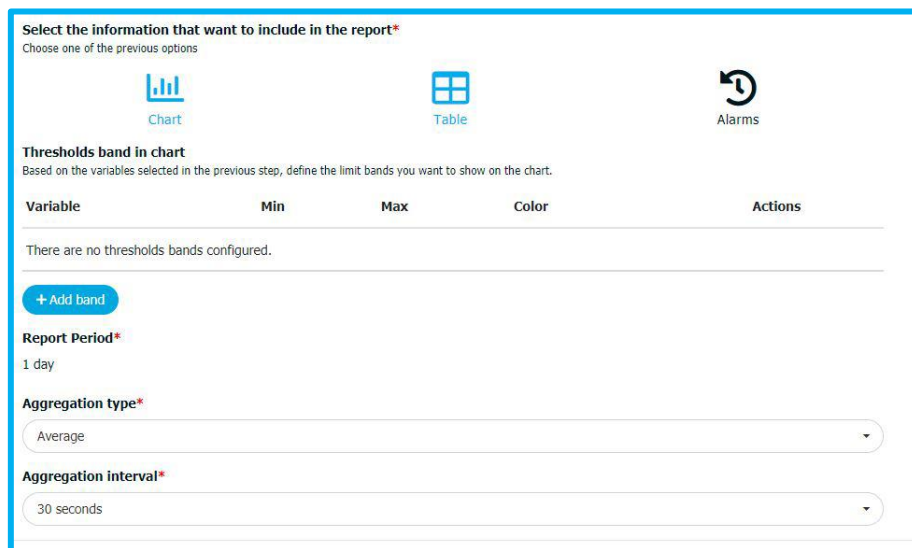 Select the information that want to include in the report*
Choose one of the previous options
Chart Table Alarms
Thresholds band in chart
Based on the variables selected in the previous step, define the limit bands you want to show on the chart.
Variable Min Max Color Actions
There are no thresholds bands configured.
+ Add band
Report Period*
1 day
Aggregation type*
Average
Aggregation interval*
30 seconds